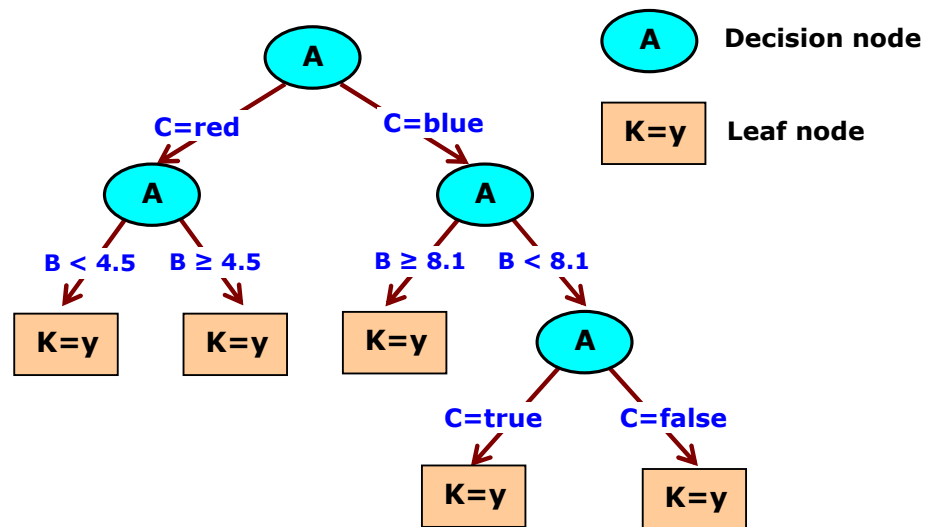 A
A
Decision node
C=red
C=blue
K=y
Leaf node
A
A
B < 4.5
B ≥ 4.5
B ≥ 8.1
B < 8.1
K=y
K=y
K=y
A
C=true
C=false
K=y
K=y